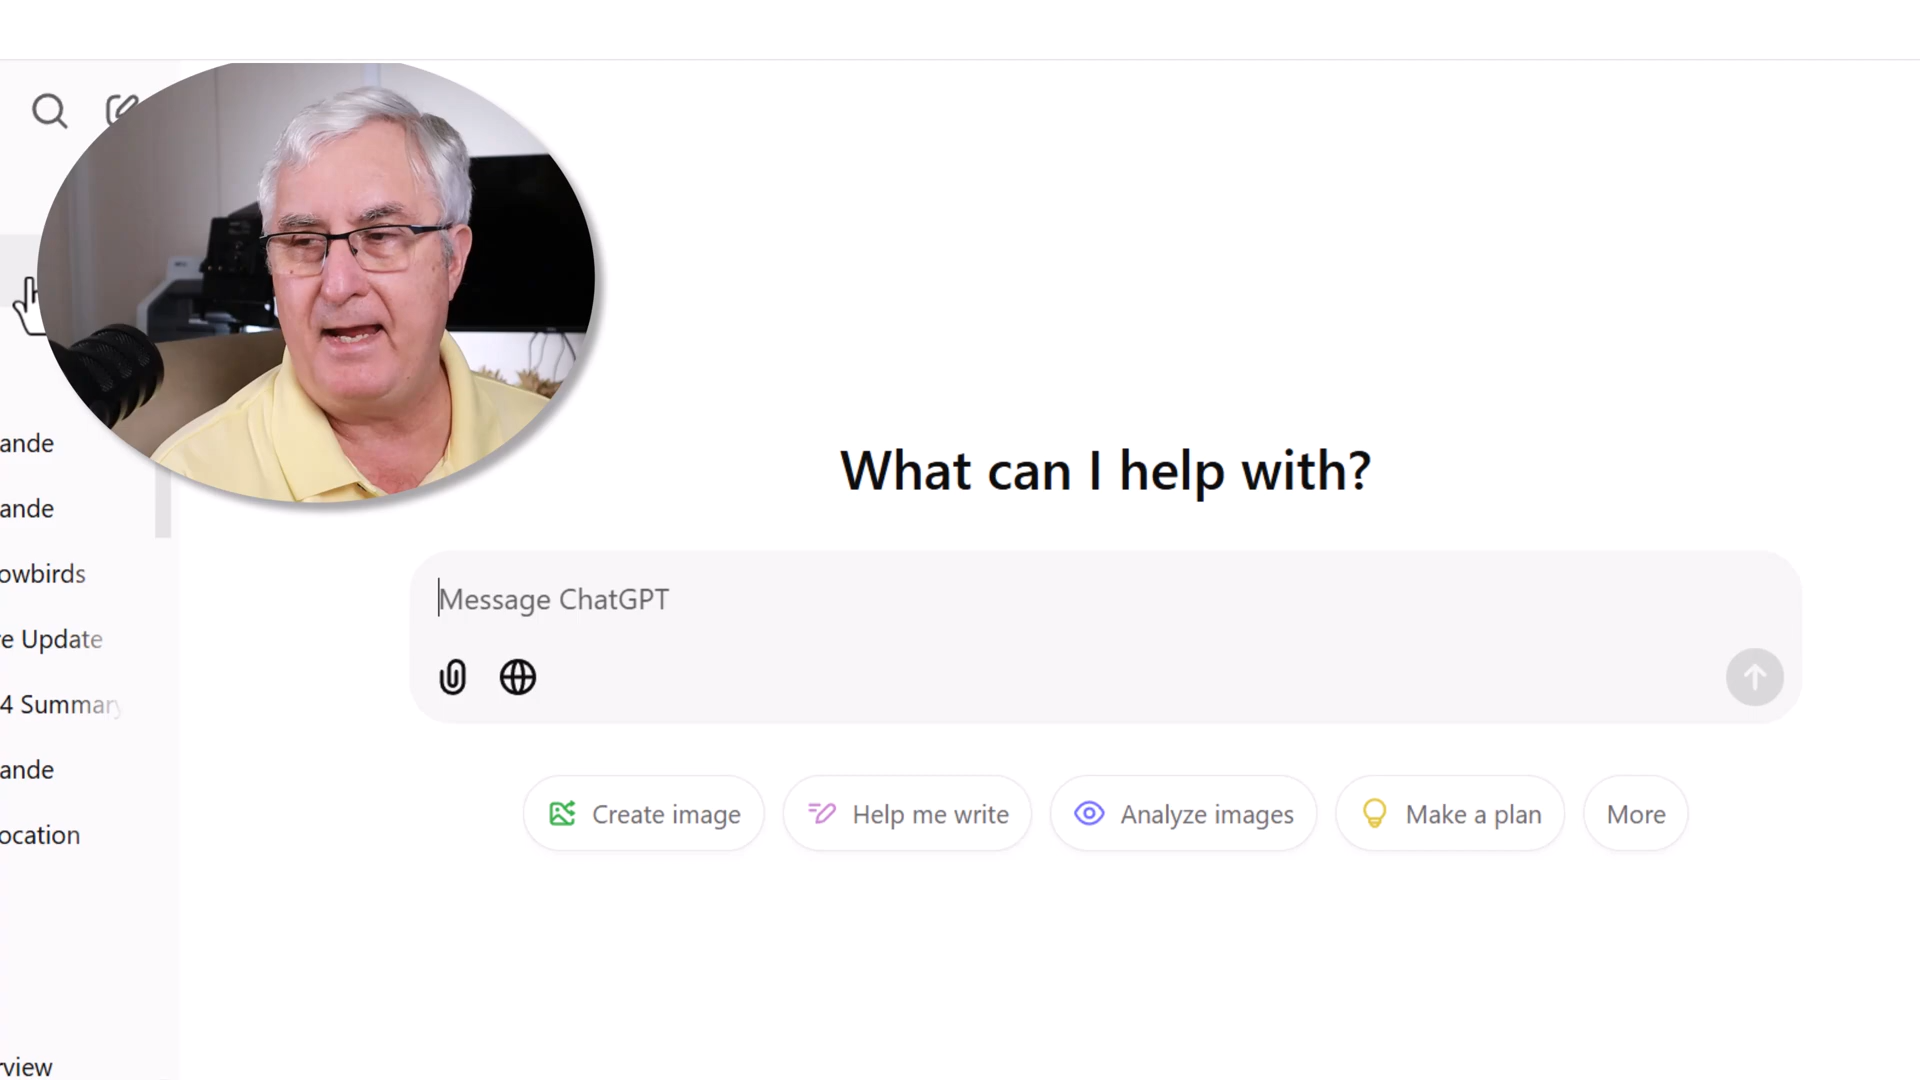 What can I help with?
Message ChatGPT
Create image
Help me write
Analyze images
Make a plan
More
ande
ande
owbirds
e Update
4 Summary
ande
ocation
view